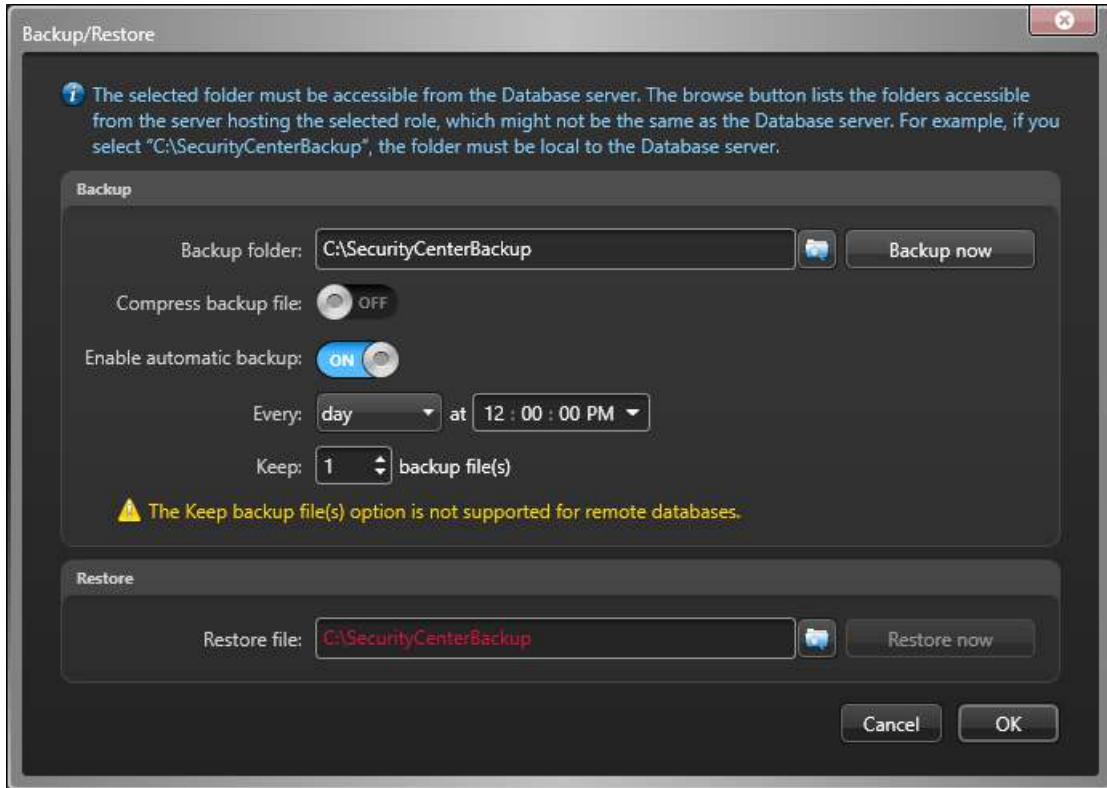 Backup/Restore
The selected folder must be accessible from the Database server. The browse button lists the folders accessible
from the server hosting the selected role, which might not be the same as the Database server. For example, if you
select "C:\SecurityCenterBackup", the folder must be local to the Database server.
Backup
Backup folder: C:\SecurityCenterBackup Backup now
Compress backup file: OFF
Enable automatic backup: ON
Every: day at 12 : 00 : 00 PM
Keep: 1 backup file(s)
The Keep backup file(s) option is not supported for remote databases.
Restore
Restore file: C:\SecurityCenterBackup Restore now
Cancel OK